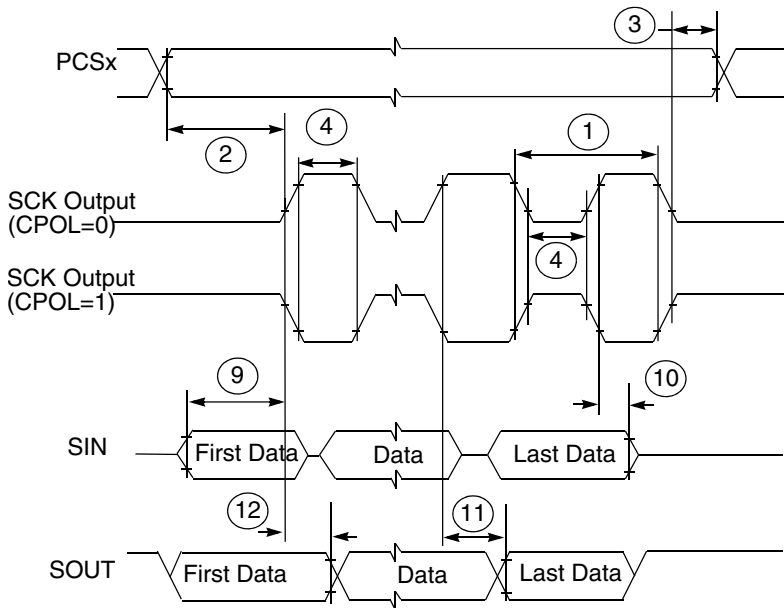 3
PCSx
2
4
1
SCK Output
(CPOL=0)
4
SCK Output
(CPOL=1)
9
10
SIN
First Data
Data
Last Data
12
11
SOUT
First Data
Data
Last Data